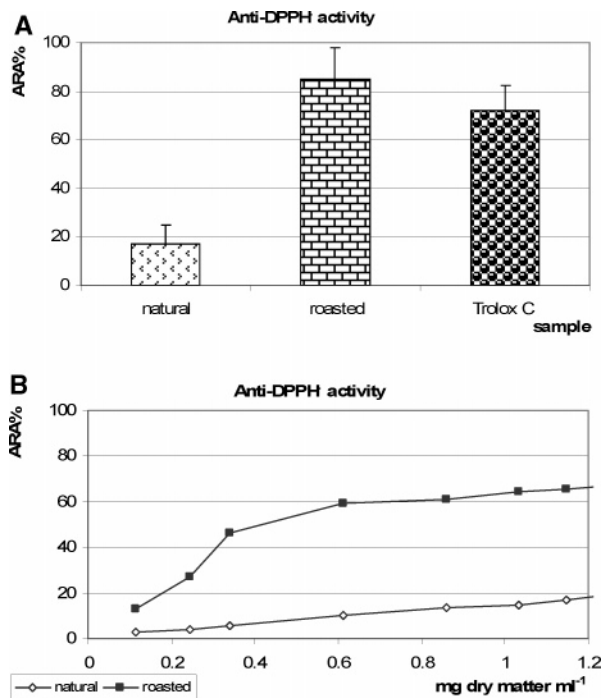 A
Anti-DPPH· activity
ARA%
100
80
60
40
20
0
natural roasted Trolox C
sample
B
Anti-DPPH· activity
ARA%
100
80
60
40
20
0
0 0.2 0.4 0.6 0.8 1 1.2
natural roasted
mg dry matter ml⁻¹